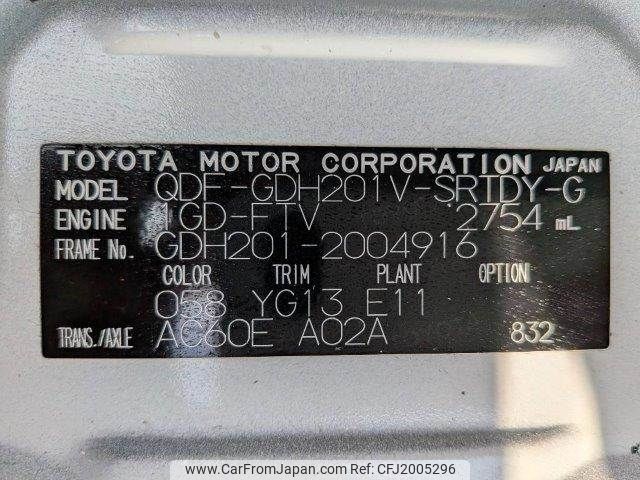 TOYOTA MOTOR CORPORATION JAPAN
MODEL QDF-GDH201V-SRTDY-G
ENGINE 1GD-FTV 2754 mL
FRAME No. GDH201-2004916
COLOR TRIM PLANT OPTION
058 YG13 E11
TRANS./AXLE AC60E A02A 832
www.CarFromJapan.com | © CarFromJapan | CFJ2005296